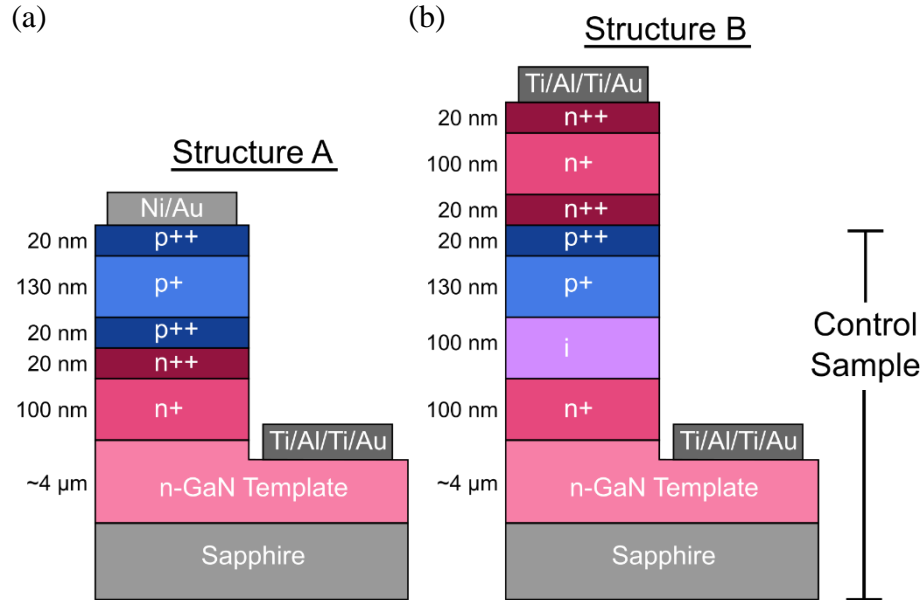 (a)
Structure A
Ni/Au
20 nm p++
130 nm p+
20 nm p++
20 nm n++
100 nm n+
Ti/Al/Ti/Au
~4 μm n-GaN Template
Sapphire
(b)
Structure B
Ti/Al/Ti/Au
20 nm n++
100 nm n+
20 nm n++
20 nm p++
130 nm p+
100 nm i
100 nm n+
Ti/Al/Ti/Au
n-GaN Template
Sapphire
Control
Sample